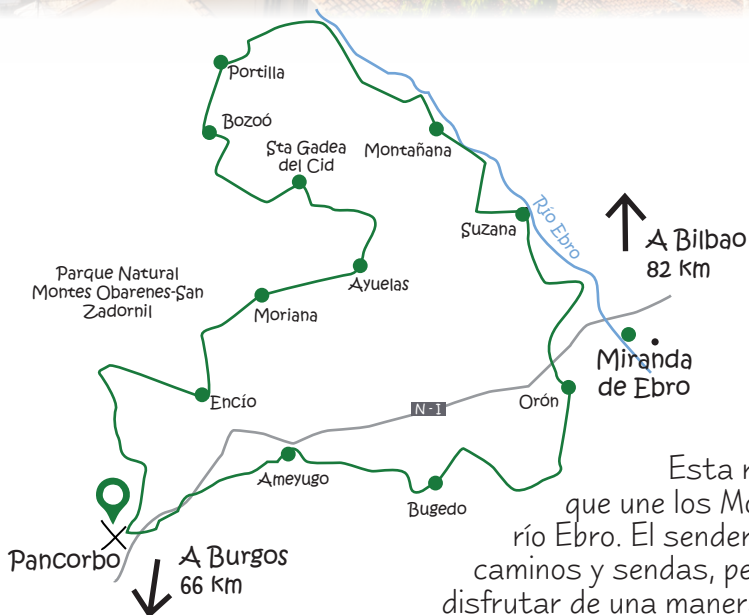 Portilla
Bozoó
Sta Gadea
del Cid
Montañana
Río Ebro
Suzana
A Bilbao
82 km
Parque Natural
Montes Obarenes-San
Zadornil
Ayuelas
Moriana
Miranda
de Ebro
Encío
Orón
N-I
Ameyugo
Bugedo
Pancorbo
A Burgos
66 km
Esta r
que une los Mo
río Ebro. El sender
caminos y sendas, pe
disfrutar de una maner